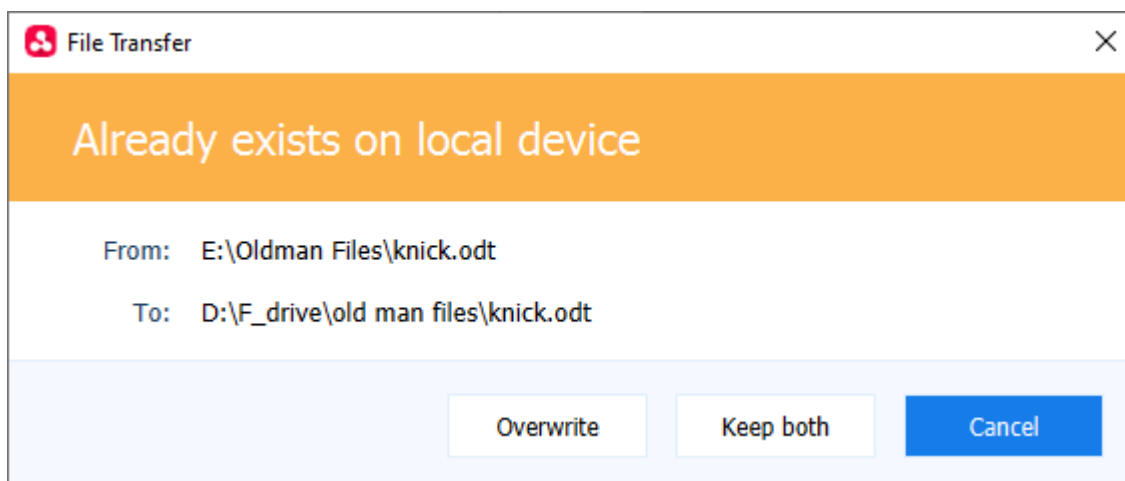 File Transfer
Already exists on local device
From: E:\Oldman Files\knick.odt
To: D:\F_drive\old man files\knick.odt
Overwrite Keep both Cancel